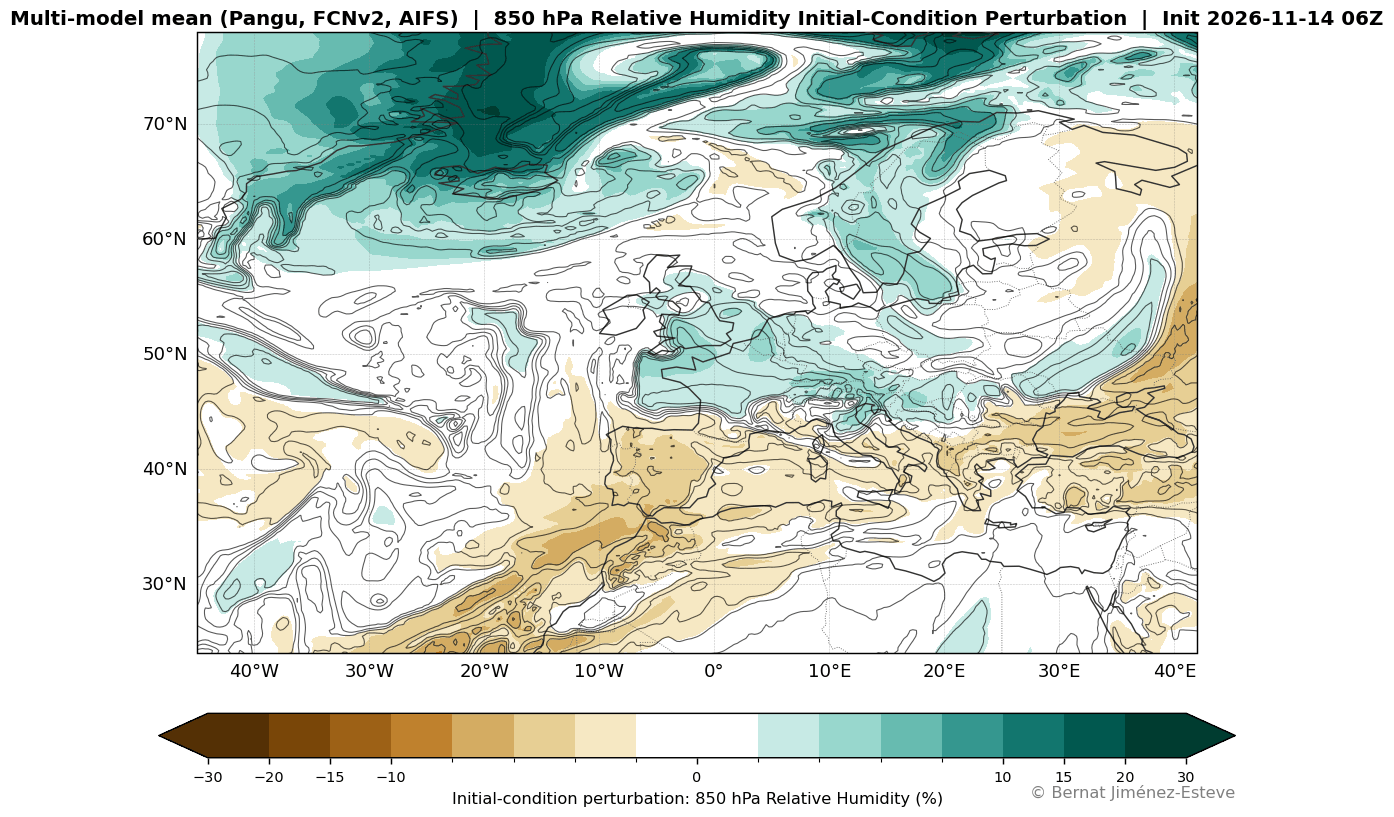 Multi-model mean (Pangu, FCNv2, AIFS)  |  850 hPa Relative Humidity Initial-Condition Perturbation  |  Init 2026-11-14 06Z
70°N
60°N
50°N
40°N
30°N
40°W 30°W 20°W 10°W 0° 10°E 20°E 30°E 40°E
−30 −20 −15 −10 0 10 15 20 30
Initial-condition perturbation: 850 hPa Relative Humidity (%)
© Bernat Jiménez-Esteve